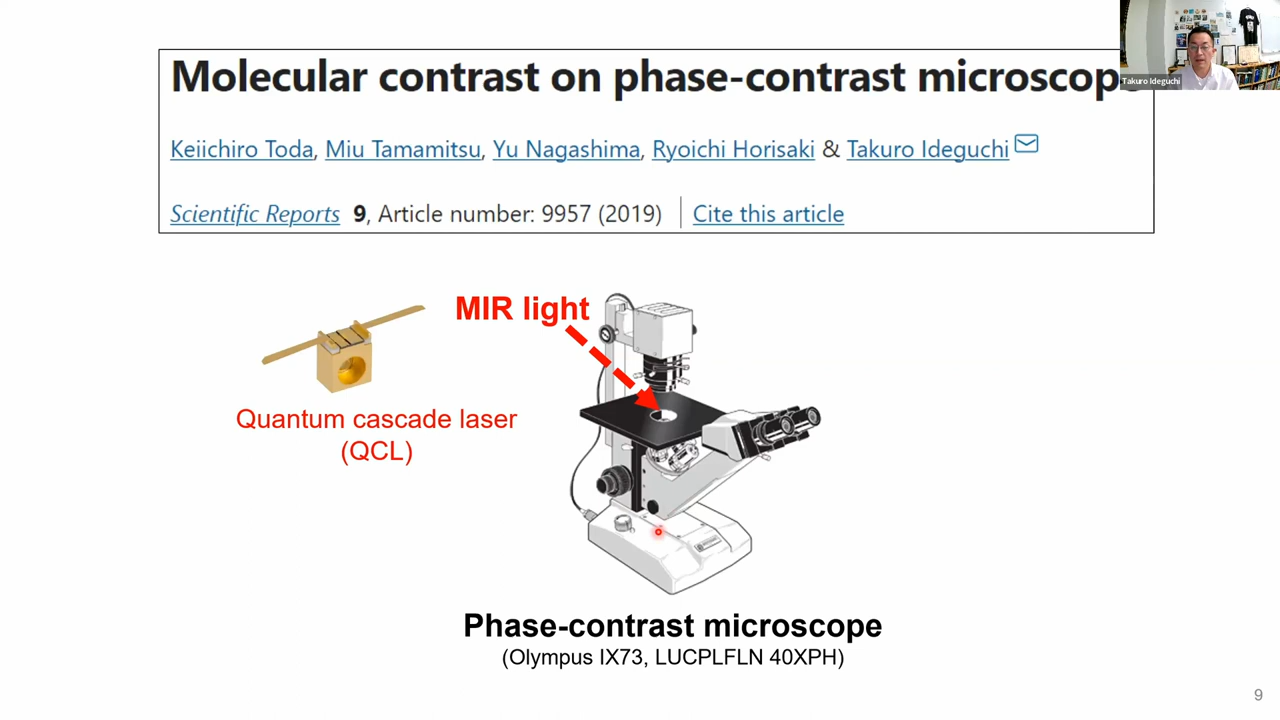 Molecular contrast on phase-contrast microscop
Takuro Ideguchi
Keiichiro Toda, Miu Tamamitsu, Yu Nagashima, Ryoichi Horisaki & Takuro Ideguchi
Scientific Reports 9, Article number: 9957 (2019) Cite this article
MIR light
Quantum cascade laser
(QCL)
Phase-contrast microscope
(Olympus IX73, LUCPLFLN 40XPH)
9